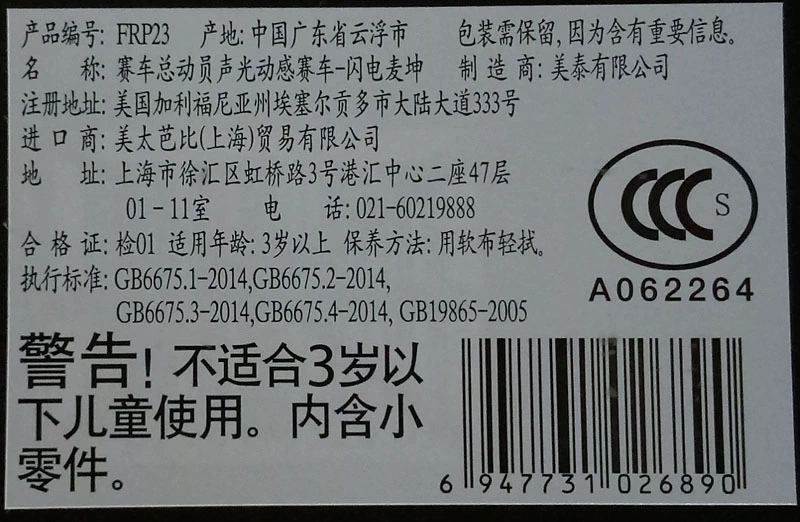 产品编号: FRP23 产地: 中国广东省云浮市 包装需保留, 因为含有重要信息。
名 称: 赛车总动员声光动感赛车-闪电麦坤 制 造 商: 美泰有限公司
注册地址: 美国加利福尼亚州埃塞尔贡多市大陆大道333号
进 口 商: 美太芭比(上海)贸易有限公司
地 址: 上海市徐汇区虹桥路3号港汇中心二座47层
01-11室 电 话: 021-60219888
合 格 证: 检01 适用年龄: 3岁以上 保养方法: 用软布轻拭。
执行标准: GB6675.1-2014,GB6675.2-2014,
GB6675.3-2014,GB6675.4-2014, GB19865-2005
CCC S
A062264
警告! 不适合3岁以
下儿童使用。内含小
零件。
6 947731 026890